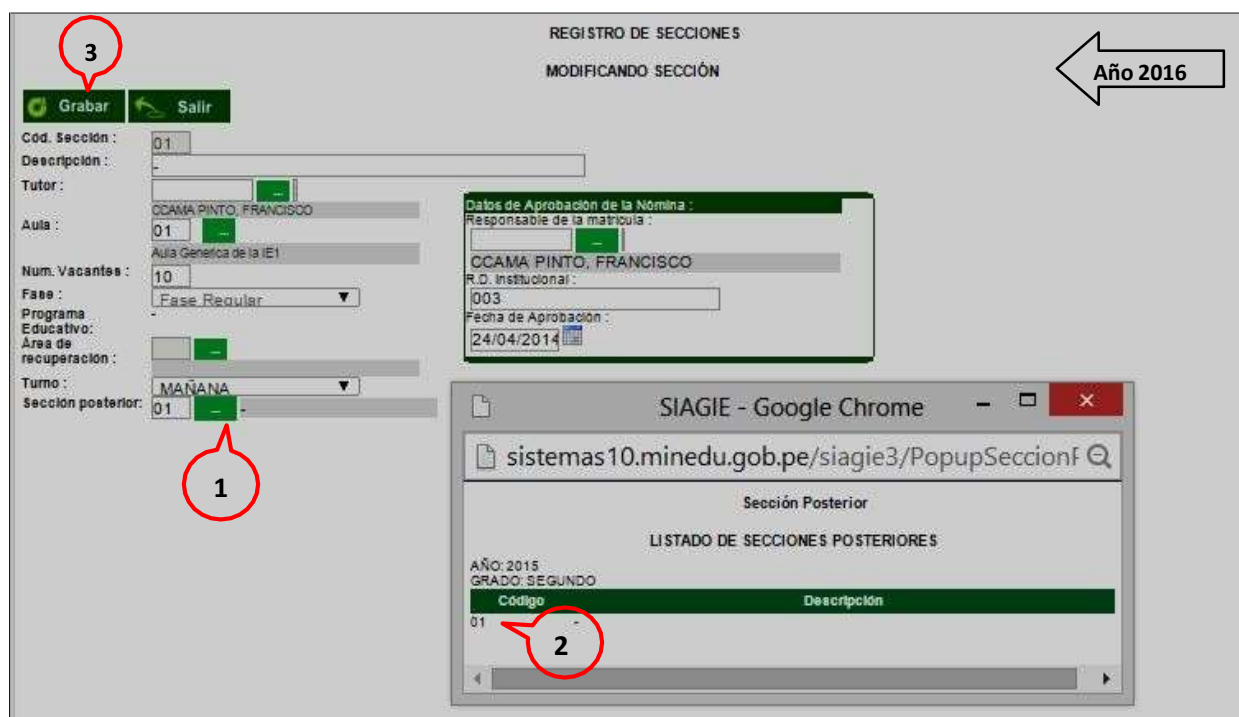 REGISTRO DE SECCIONES
MODIFICANDO SECCIÓN
Año 2016
3
Grabar Salir
Cód. Sección : 01
Descripción : -
Tutor : ...
CCAMA PINTO, FRANCISCO
Aula : 01 ...
Aula Generica de la IE1
Num. Vacantes : 10
Fase : Fase Regular
Programa Educativo: -
Área de recuperación : ...
Turno : MAÑANA
Sección posterior: 01 ... -
1
Datos de Aprobación de la Nómina :
Responsable de la matrícula :
...
CCAMA PINTO, FRANCISCO
R.D. Institucional :
003
Fecha de Aprobación :
24/04/2014
SIAGIE - Google Chrome
sistemas10.minedu.gob.pe/siagie3/PopupSeccionF
Sección Posterior
LISTADO DE SECCIONES POSTERIORES
AÑO: 2015
GRADO: SEGUNDO
Código Descripción
01 -
2